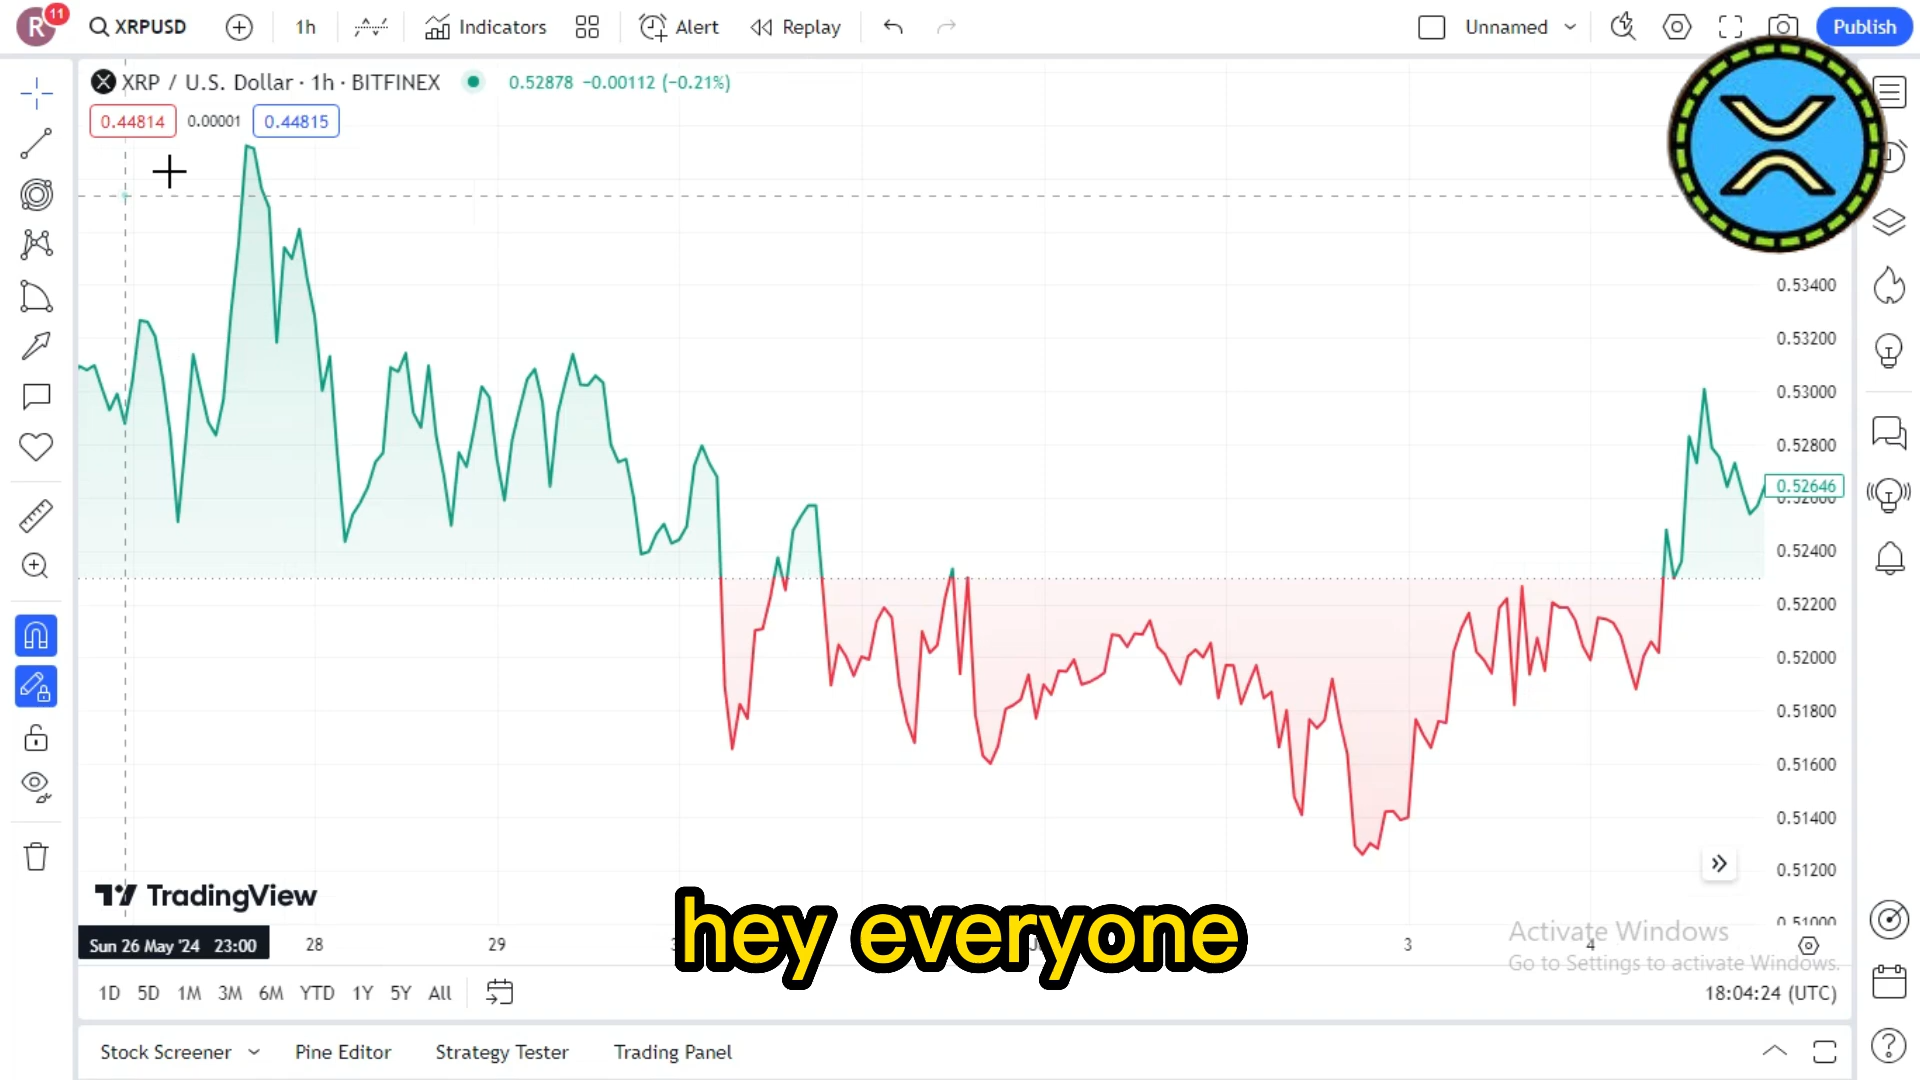 R 11 XRPUSD 1h Indicators Alert Replay Unnamed Publish
XRP / U.S. Dollar · 1h · BITFINEX 0.52878 −0.00112 (−0.21%)
0.44814 0.00001 0.44815
0.53400
0.53200
0.53000
0.52800
0.52646
0.52400
0.52200
0.52000
0.51800
0.51600
0.51400
0.51200
0.51000
TradingView
hey everyone
Activate Windows
Go to Settings to activate Windows.
Sun 26 May '24 23:00 28 29 3 4
1D 5D 1M 3M 6M YTD 1Y 5Y All 18:04:24 (UTC)
Stock Screener Pine Editor Strategy Tester Trading Panel